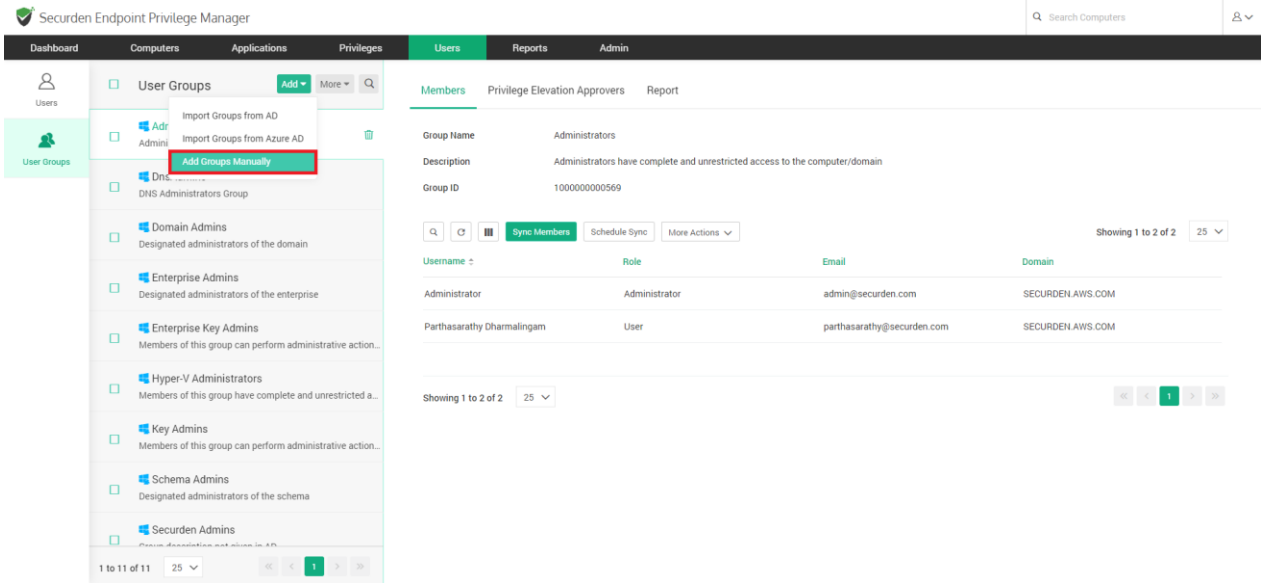 Securden Endpoint Privilege Manager
Search Computers
Dashboard Computers Applications Privileges Users Reports Admin
Users
User Groups
User Groups Add More
Import Groups from AD
Import Groups from Azure AD
Add Groups Manually
Adr
Admini
Dns
DNS Administrators Group
Domain Admins
Designated administrators of the domain
Enterprise Admins
Designated administrators of the enterprise
Enterprise Key Admins
Members of this group can perform administrative action...
Hyper-V Administrators
Members of this group have complete and unrestricted a...
Key Admins
Members of this group can perform administrative action...
Schema Admins
Designated administrators of the schema
Securden Admins
1 to 11 of 11 25 « < 1 > »
Members Privilege Elevation Approvers Report
Group Name Administrators
Description Administrators have complete and unrestricted access to the computer/domain
Group ID 1000000000569
Sync Members Schedule Sync More Actions Showing 1 to 2 of 2 25
Username Role Email Domain
Administrator Administrator admin@securden.com SECURDEN.AWS.COM
Parthasarathy Dharmalingam User parthasarathy@securden.com SECURDEN.AWS.COM
Showing 1 to 2 of 2 25 « < 1 > »